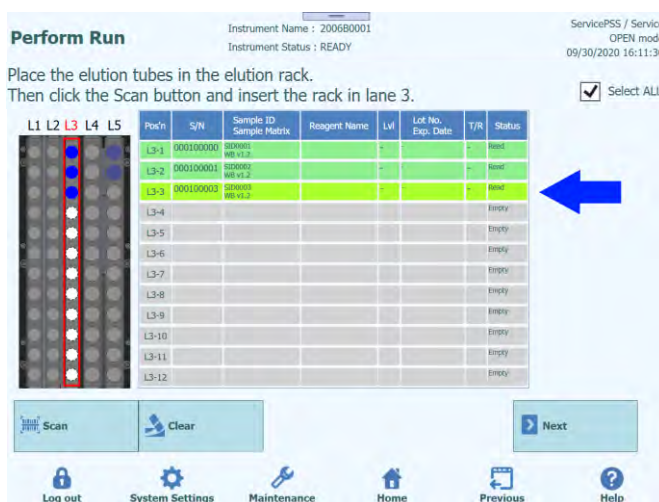 Perform Run
Instrument Name : 2006B0001
Instrument Status : READY
ServicePSS / Servic
OPEN mod
09/30/2020 16:11:3
Place the elution tubes in the elution rack.
Then click the Scan button and insert the rack in lane 3.
Select ALL
L1 L2 L3 L4 L5
Pos'n S/N Sample ID Sample Matrix Reagent Name Lvl Lot No. Exp. Date T/R Status
L3-1 000100000 SID0001 WB v1.2 - - - Read
L3-2 000100001 SID0002 WB v1.2 - - - Read
L3-3 000100003 SID0003 WB v1.2 - - - Read
L3-4 Empty
L3-5 Empty
L3-6 Empty
L3-7 Empty
L3-8 Empty
L3-9 Empty
L3-10 Empty
L3-11 Empty
L3-12 Empty
Scan
Clear
Next
Log out
System Settings
Maintenance
Home
Previous
Help